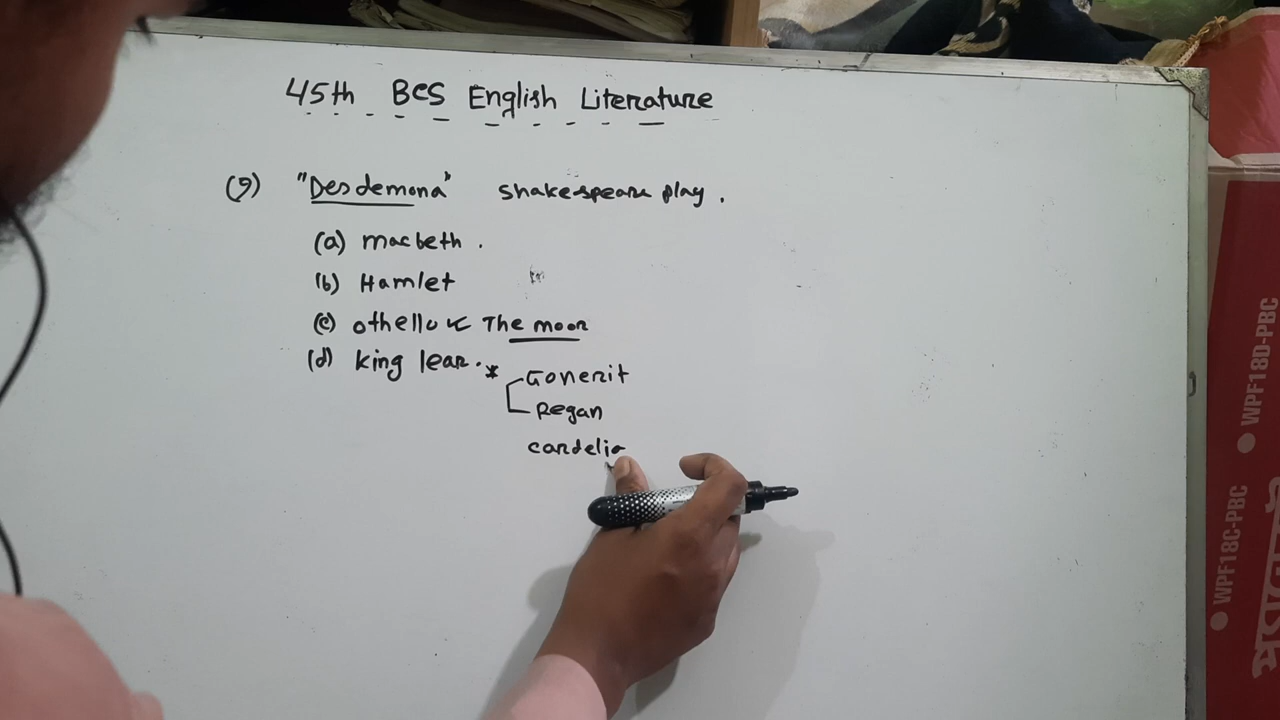 45th BCS English Literature
(9) "Desdemona" shakespeare play.
(a) macbeth.
(b) Hamlet
(c) othello The moor
(d) king lear. *
Gonerit
Regan
cordelia
WPF18D-PBC
WPF18C-PBC